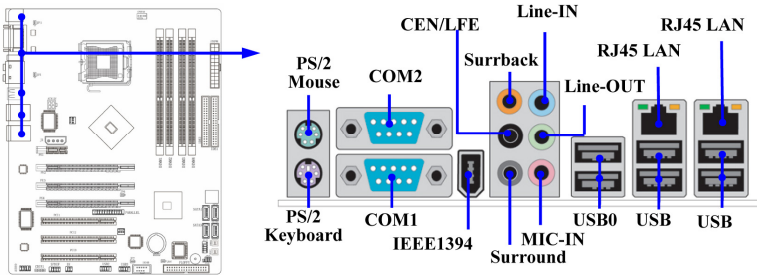 Line-IN
CEN/LFE
RJ45 LAN
RJ45 LAN
PS/2
Mouse
COM2
Surrback
Line-OUT
PS/2
Keyboard
COM1
IEEE1394
Surround
MIC-IN
USB0
USB
USB